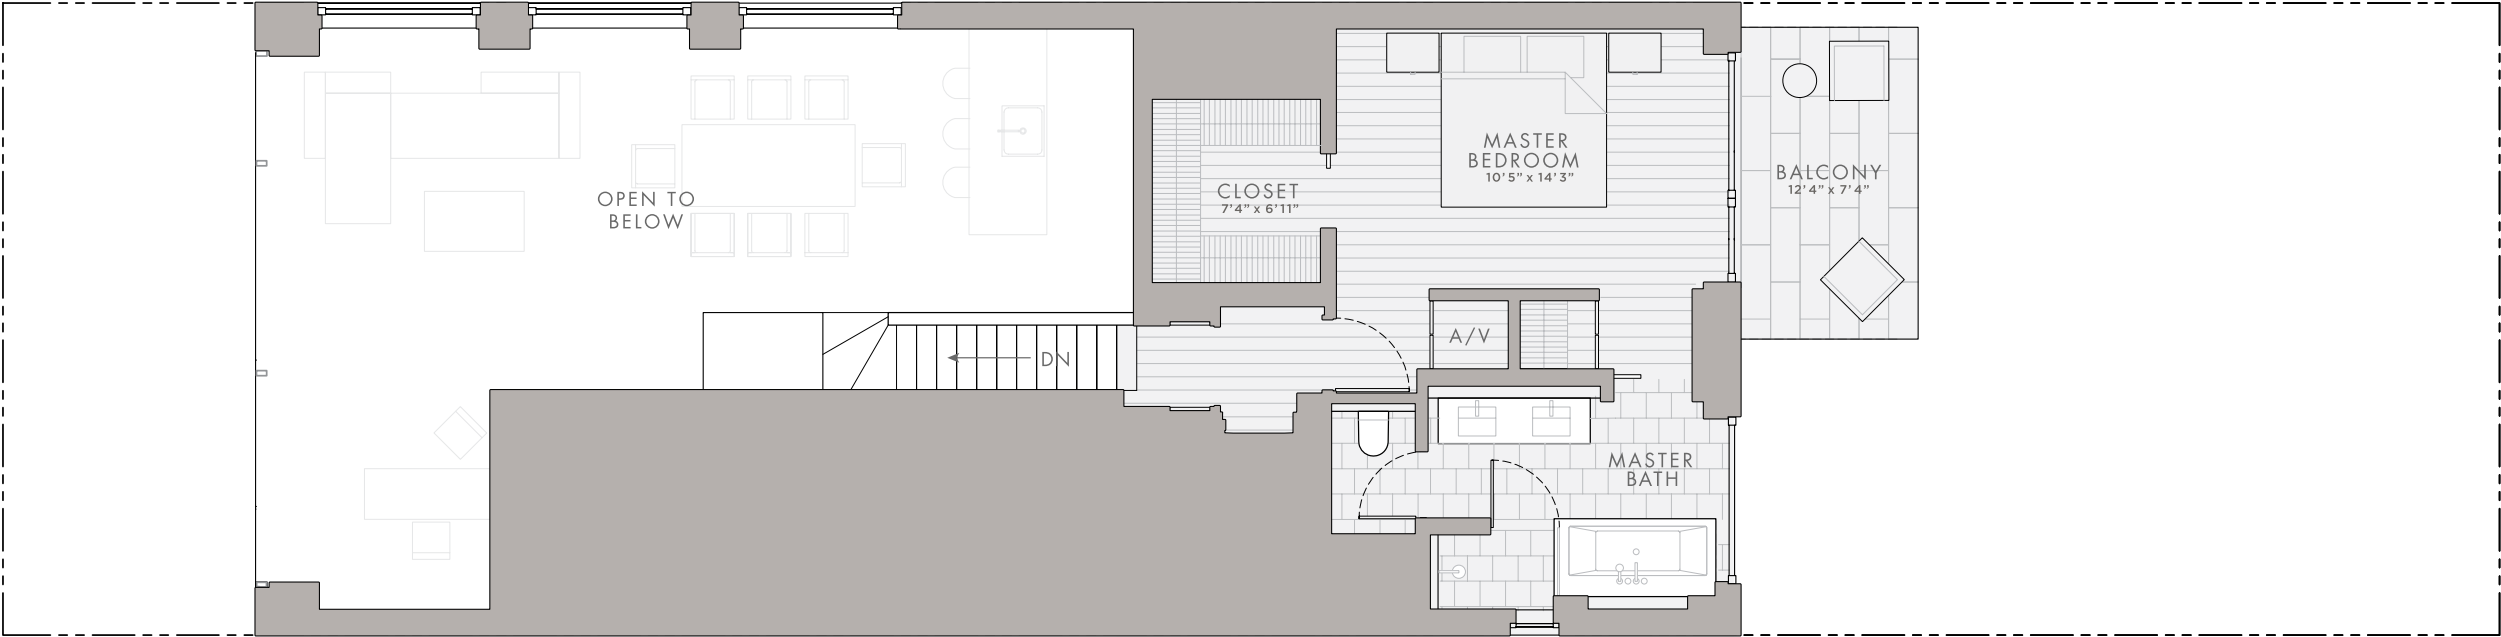 OPEN TO
BELOW
DN
CLOSET
7'4" x 6'11"
MASTER
BEDROOM
10'5" x 14'3"
A/V
MASTER
BATH
BALCONY
12'4" x 7'4"